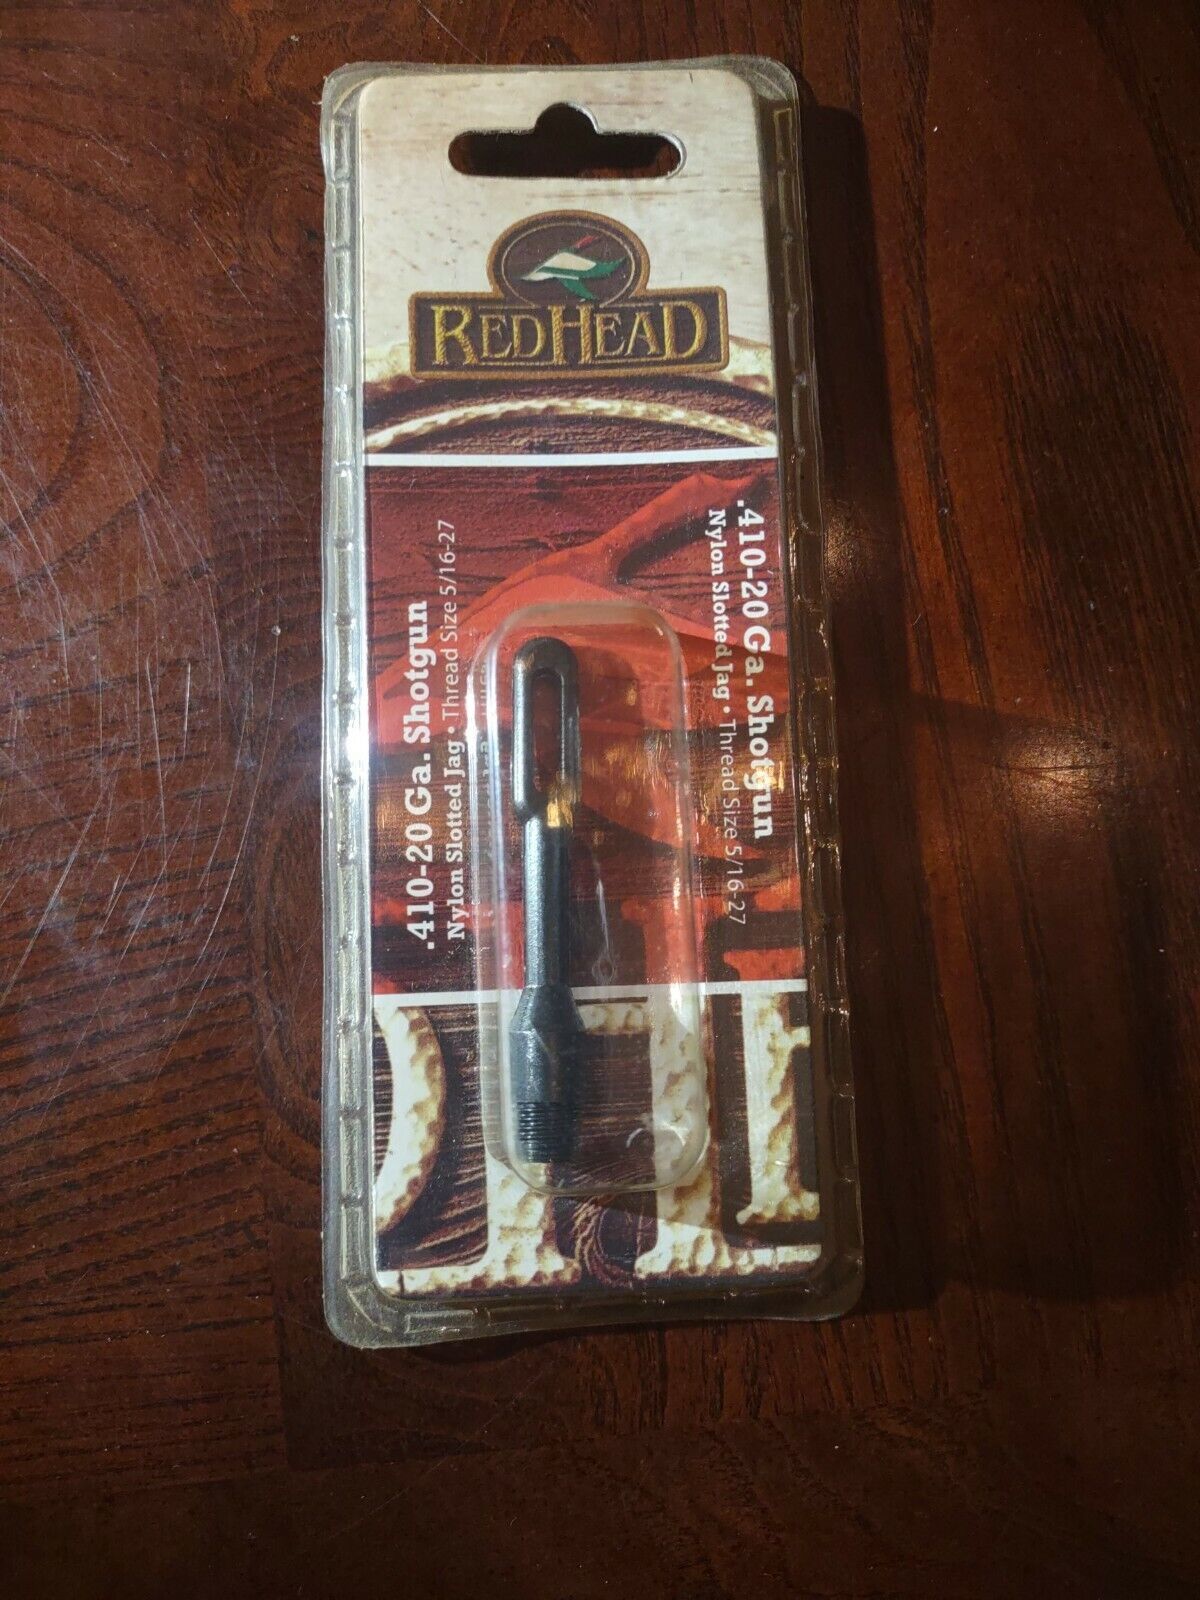 REDHEAD
.410-20 Ga. Shotgun
Nylon Slotted Jag • Thread Size 5/16-27
.410-20 Ga. Shotgun
Nylon Slotted Jag • Thread Size 5/16-27